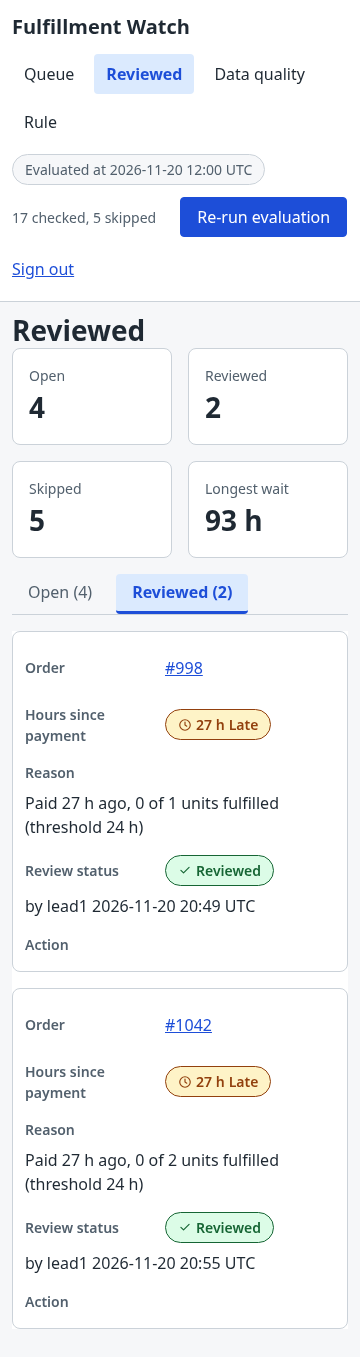 Fulfillment Watch
Queue Reviewed Data quality
Rule
Evaluated at 2026-11-20 12:00 UTC
17 checked, 5 skipped Re-run evaluation
Sign out
Reviewed
Open Reviewed
4 2
Skipped Longest wait
5 93 h
Open (4) Reviewed (2)
Order #998
Hours since
payment
27 h Late
Reason
Paid 27 h ago, 0 of 1 units fulfilled
(threshold 24 h)
Review status Reviewed
by lead1 2026-11-20 20:49 UTC
Action
Order #1042
Hours since
payment
27 h Late
Reason
Paid 27 h ago, 0 of 2 units fulfilled
(threshold 24 h)
Review status Reviewed
by lead1 2026-11-20 20:55 UTC
Action